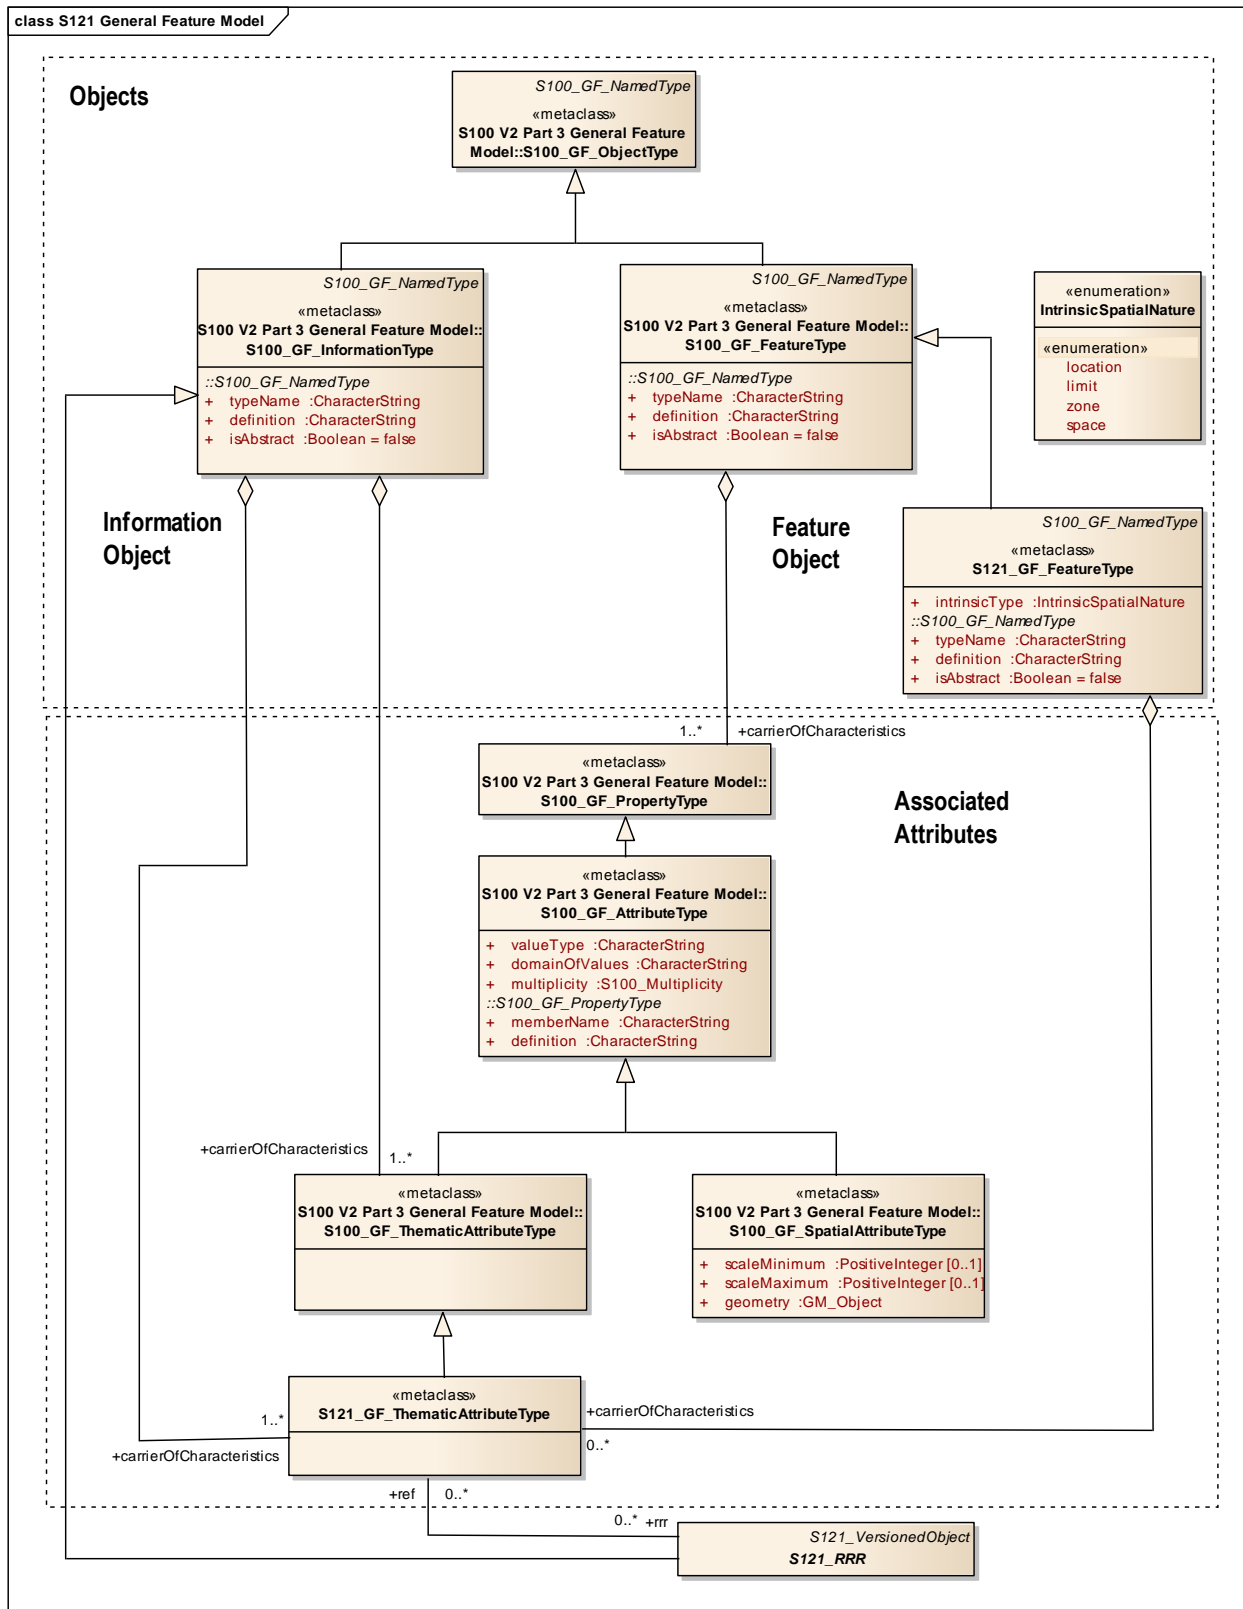 class S121 General Feature Model
Objects
S100_GF_NamedType
«metaclass»
S100 V2 Part 3 General Feature
Model::S100_GF_ObjectType
S100_GF_NamedType
«metaclass»
S100 V2 Part 3 General Feature Model::
S100_GF_InformationType
::S100_GF_NamedType
+ typeName :CharacterString
+ definition :CharacterString
+ isAbstract :Boolean = false
S100_GF_NamedType
«metaclass»
S100 V2 Part 3 General Feature Model::
S100_GF_FeatureType
::S100_GF_NamedType
+ typeName :CharacterString
+ definition :CharacterString
+ isAbstract :Boolean = false
«enumeration»
IntrinsicSpatialNature
«enumeration»
location
limit
zone
space
Information
Object
Feature
Object
S100_GF_NamedType
«metaclass»
S121_GF_FeatureType
+ intrinsicType :IntrinsicSpatialNature
::S100_GF_NamedType
+ typeName :CharacterString
+ definition :CharacterString
+ isAbstract :Boolean = false
1..* +carrierOfCharacteristics
«metaclass»
S100 V2 Part 3 General Feature Model::
S100_GF_PropertyType
Associated
Attributes
«metaclass»
S100 V2 Part 3 General Feature Model::
S100_GF_AttributeType
+ valueType :CharacterString
+ domainOfValues :CharacterString
+ multiplicity :S100_Multiplicity
::S100_GF_PropertyType
+ memberName :CharacterString
+ definition :CharacterString
+carrierOfCharacteristics
1..*
«metaclass»
S100 V2 Part 3 General Feature Model::
S100_GF_ThematicAttributeType
«metaclass»
S100 V2 Part 3 General Feature Model::
S100_GF_SpatialAttributeType
+ scaleMinimum :PositiveInteger [0..1]
+ scaleMaximum :PositiveInteger [0..1]
+ geometry :GM_Object
«metaclass»
S121_GF_ThematicAttributeType
1..*
+carrierOfCharacteristics
+carrierOfCharacteristics
0..*
+ref 0..*
0..* +rrr
S121_VersionedObject
S121_RRR